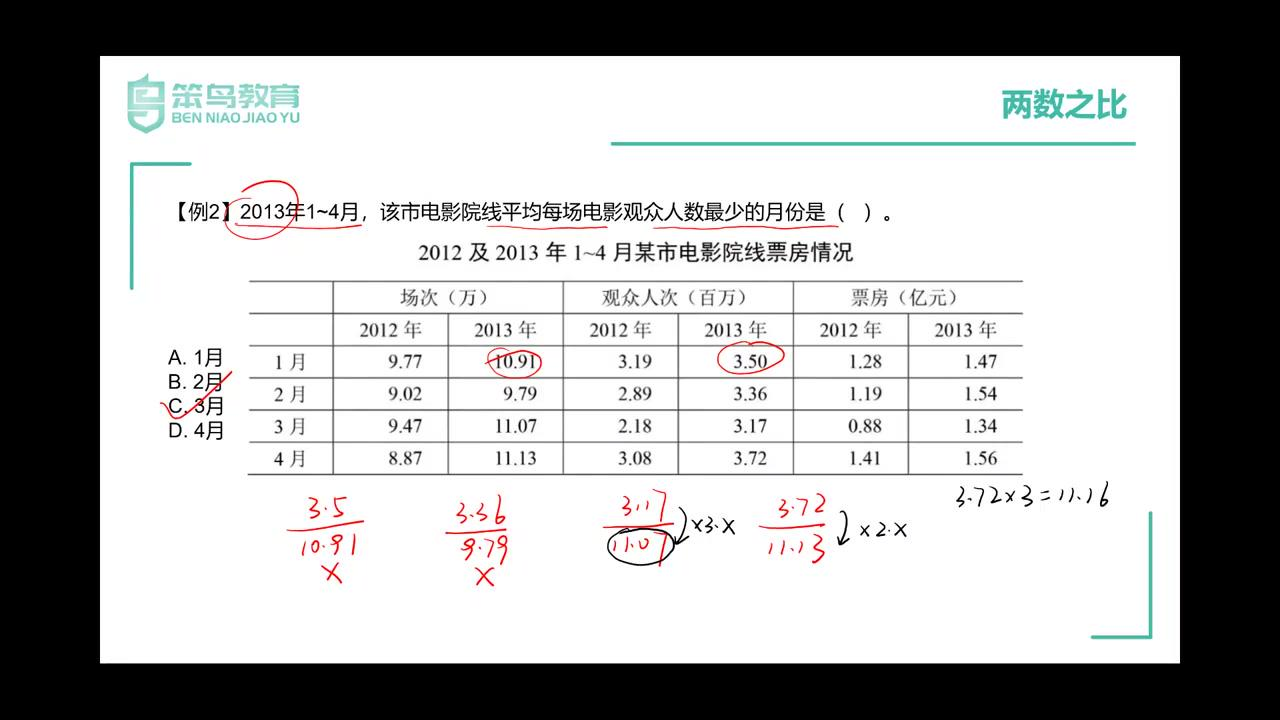 笨鸟教育
BEN NIAO JIAO YU
两数之比
【例2】2013年1~4月，该市电影院线平均每场电影观众人数最少的月份是（ ）。
2012 及 2013 年 1~4 月某市电影院线票房情况
场次（万） 观众人次（百万） 票房（亿元）
2012 年 2013 年 2012 年 2013 年 2012 年 2013 年
1 月 9.77 10.91 3.19 3.50 1.28 1.47
2 月 9.02 9.79 2.89 3.36 1.19 1.54
3 月 9.47 11.07 2.18 3.17 0.88 1.34
4 月 8.87 11.13 3.08 3.72 1.41 1.56
A. 1月
B. 2月
C. 3月
D. 4月
3.5 3.36 3.17 3.72 3.72×3=11.16
10.91 9.79 11.07 ×3.X 11.13 ×2.X
X X